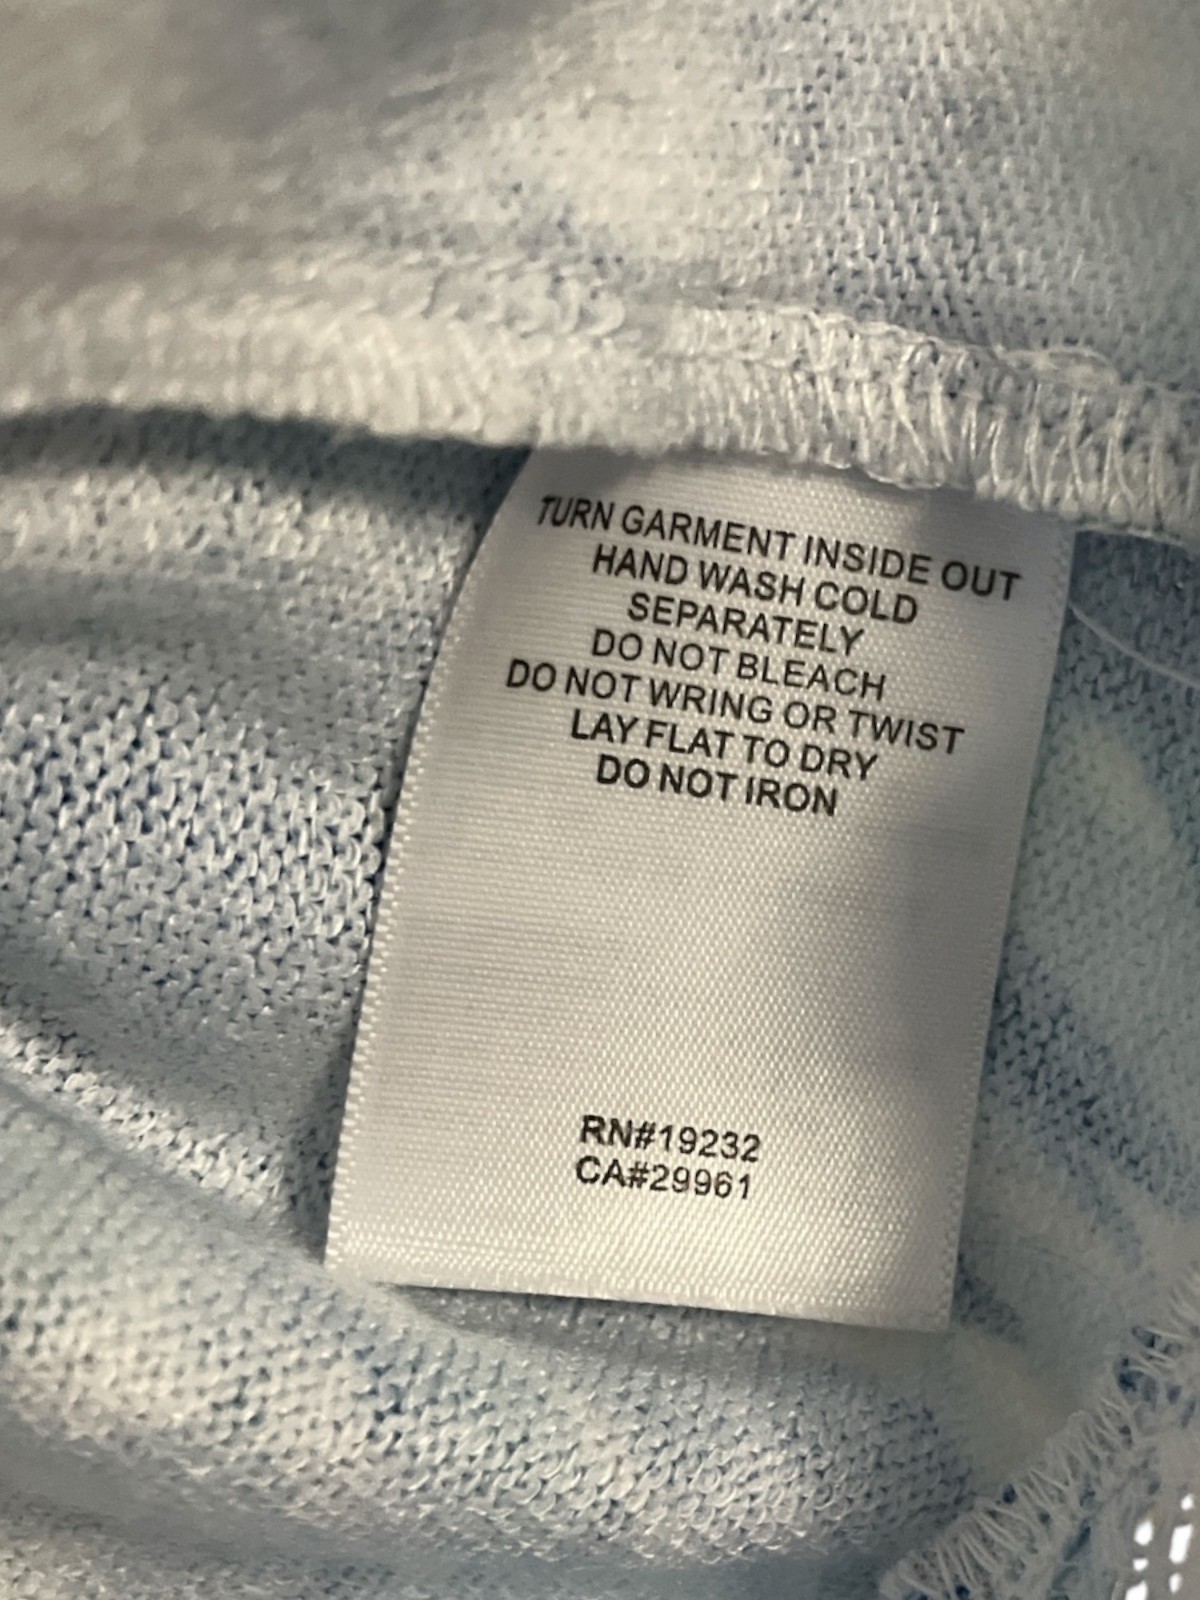 TURN GARMENT INSIDE OUT
HAND WASH COLD
SEPARATELY
DO NOT BLEACH
DO NOT WRING OR TWIST
LAY FLAT TO DRY
DO NOT IRON
RN#19232
CA#29961